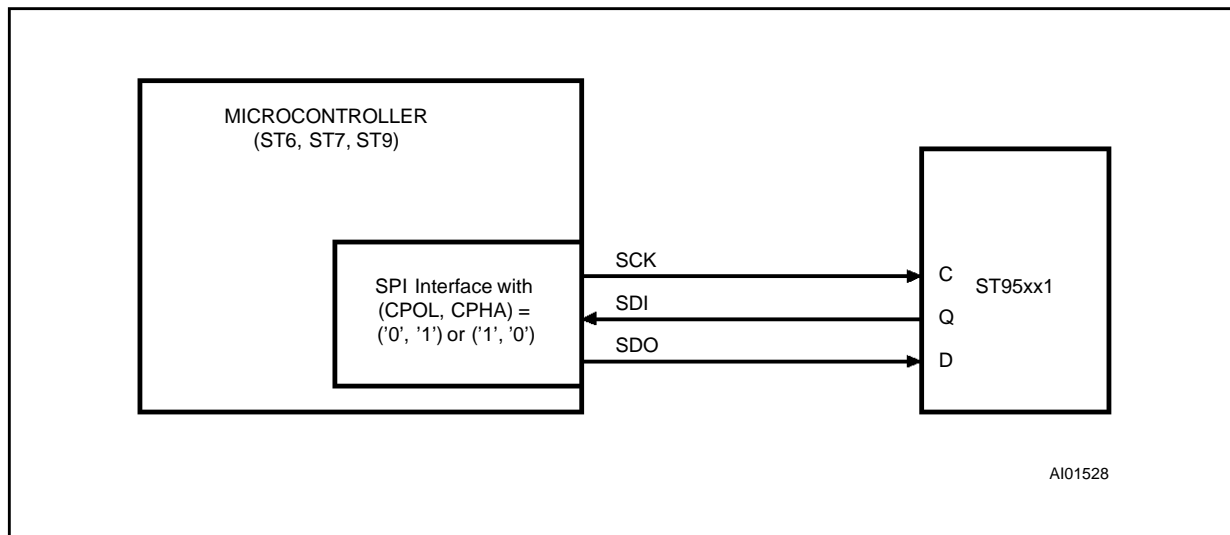 MICROCONTROLLER
(ST6, ST7, ST9)
SPI Interface with
(CPOL, CPHA) =
('0', '1') or ('1', '0')
SCK
SDI
SDO
C
Q
D
ST95xx1
AI01528